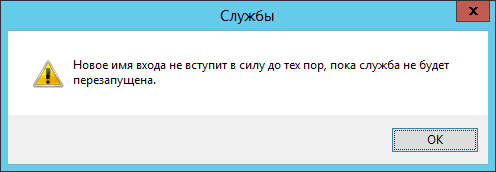 Службы
Новое имя входа не вступит в силу до тех пор, пока служба не будет
перезапущена.
OK